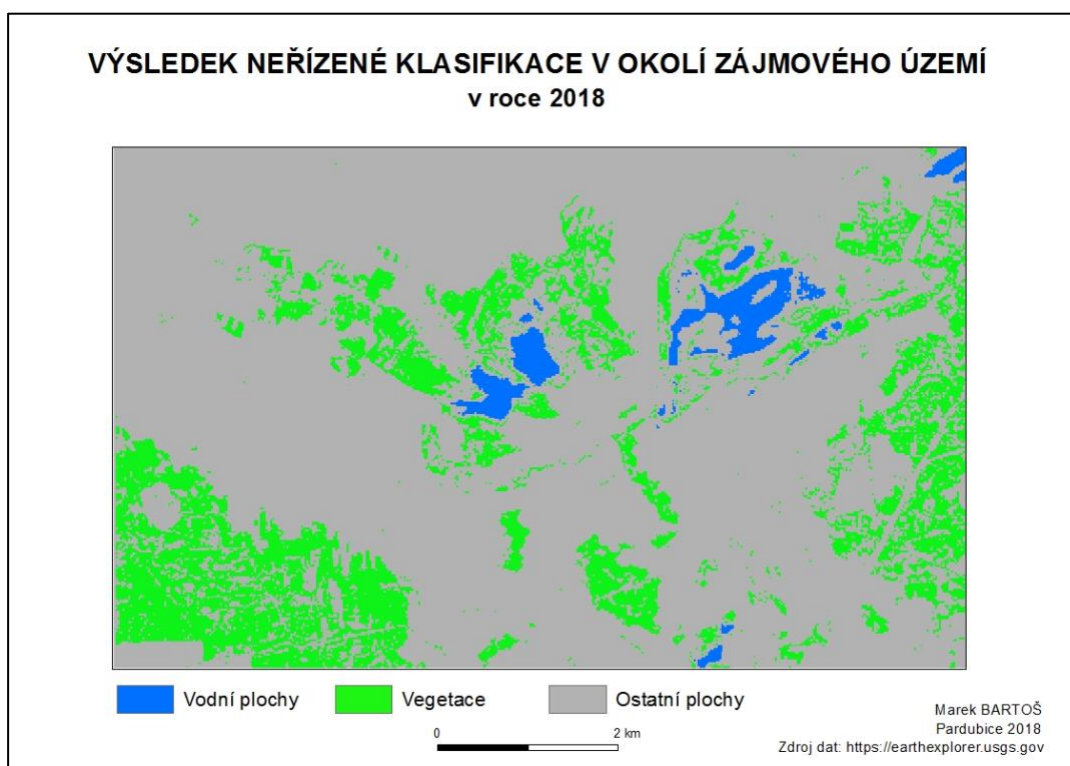 VÝSLEDEK NEŘÍZENÉ KLASIFIKACE V OKOLÍ ZÁJMOVÉHO ÚZEMÍ
v roce 2018
Vodní plochy
Vegetace
Ostatní plochy
0
2 km
Marek BARTOŠ
Pardubice 2018
Zdroj dat: https://earthexplorer.usgs.gov